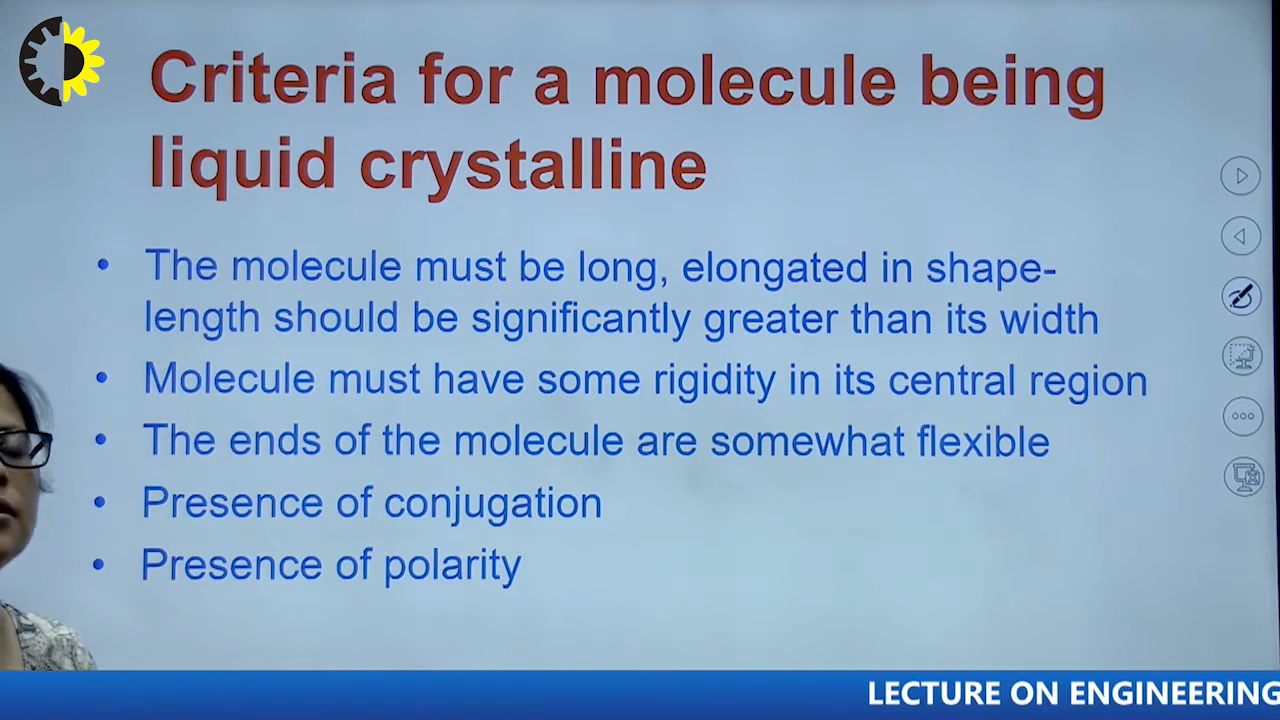 Criteria for a molecule being
liquid crystalline
• The molecule must be long, elongated in shape-
length should be significantly greater than its width
• Molecule must have some rigidity in its central region
• The ends of the molecule are somewhat flexible
• Presence of conjugation
• Presence of polarity
LECTURE ON ENGINEERING